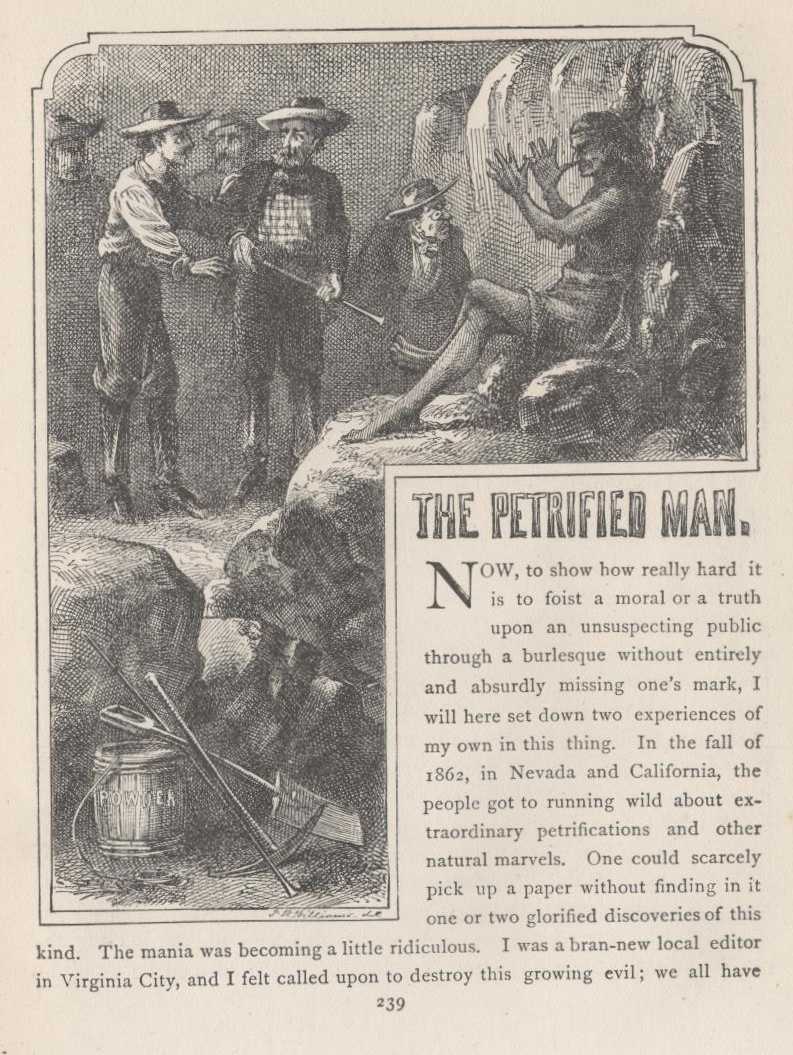 POWDER
THE PETRIFIED MAN.
NOW, to show how really hard it
is to foist a moral or a truth
upon an unsuspecting public
through a burlesque without entirely
and absurdly missing one's mark, I
will here set down two experiences of
my own in this thing. In the fall of
1862, in Nevada and California, the
people got to running wild about ex-
traordinary petrifications and other
natural marvels. One could scarcely
pick up a paper without finding in it
one or two glorified discoveries of this
kind. The mania was becoming a little ridiculous. I was a bran-new local editor
in Virginia City, and I felt called upon to destroy this growing evil; we all have
239